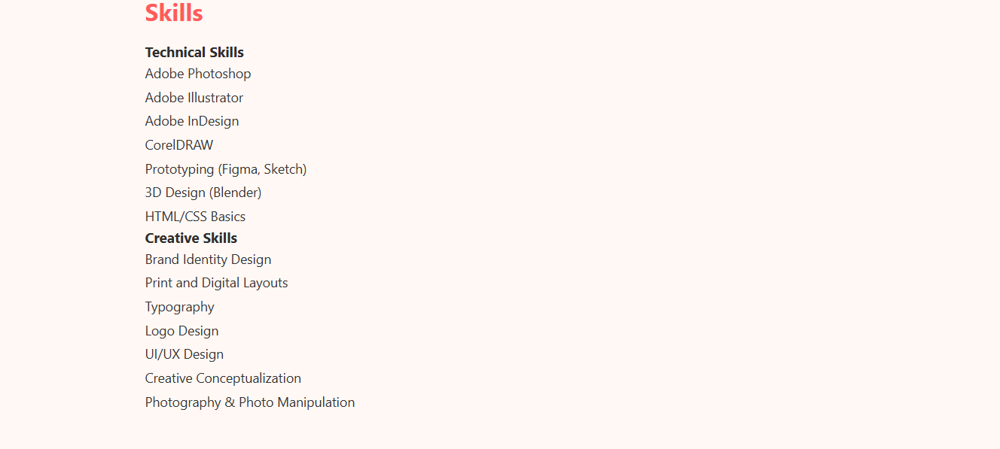 Skills
Technical Skills
Adobe Photoshop
Adobe Illustrator
Adobe InDesign
CorelDRAW
Prototyping (Figma, Sketch)
3D Design (Blender)
HTML/CSS Basics
Creative Skills
Brand Identity Design
Print and Digital Layouts
Typography
Logo Design
UI/UX Design
Creative Conceptualization
Photography & Photo Manipulation